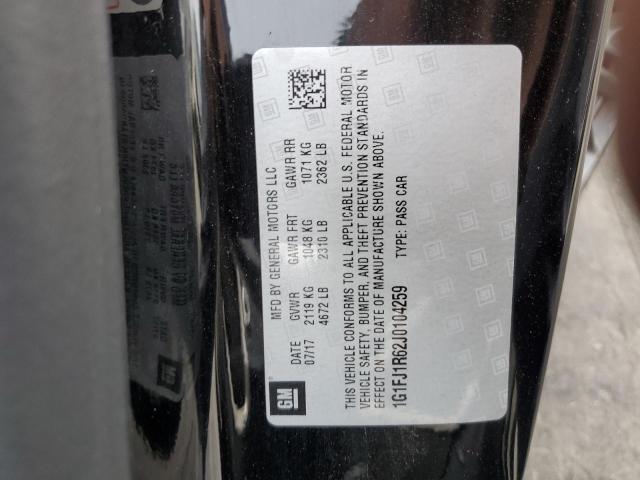 MFD BY GENERAL MOTORS LLC
DATE GVWR GAWR FRT GAWR RR
07/17 2119 KG 1048 KG 1071 KG
4672 LB 2310 LB 2362 LB
GM
THIS VEHICLE CONFORMS TO ALL APPLICABLE U.S. FEDERAL MOTOR
VEHICLE SAFETY, BUMPER, AND THEFT PREVENTION STANDARDS IN
EFFECT ON THE DATE OF MANUFACTURE SHOWN ABOVE.
1G1FJ1R62J0104259 TYPE: PASS CAR